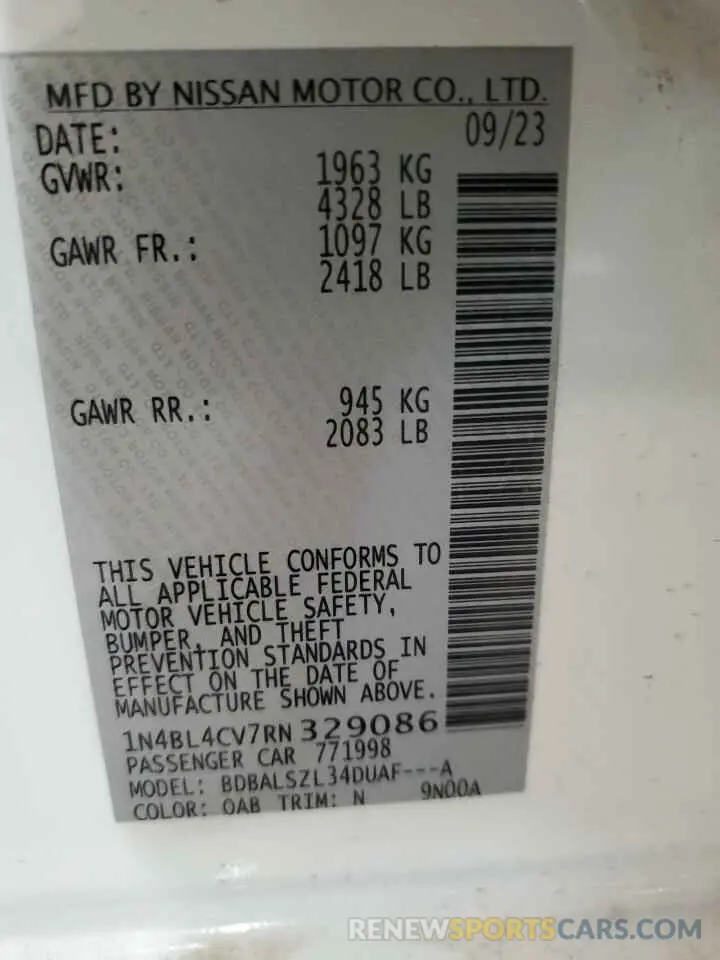 MFD BY NISSAN MOTOR CO., LTD.
DATE: 09/23
GVWR: 1963 KG
4328 LB
GAWR FR.: 1097 KG
2418 LB
GAWR RR.: 945 KG
2083 LB
THIS VEHICLE CONFORMS TO
ALL APPLICABLE FEDERAL
MOTOR VEHICLE SAFETY,
BUMPER, AND THEFT
PREVENTION STANDARDS IN
EFFECT ON THE DATE OF
MANUFACTURE SHOWN ABOVE.
1N4BL4CV7RN 329086
PASSENGER CAR 771998
MODEL: BDBALSZL34DUAF---A
COLOR: OAB TRIM: N 9N00A
RENEWSPORTSCARS.COM